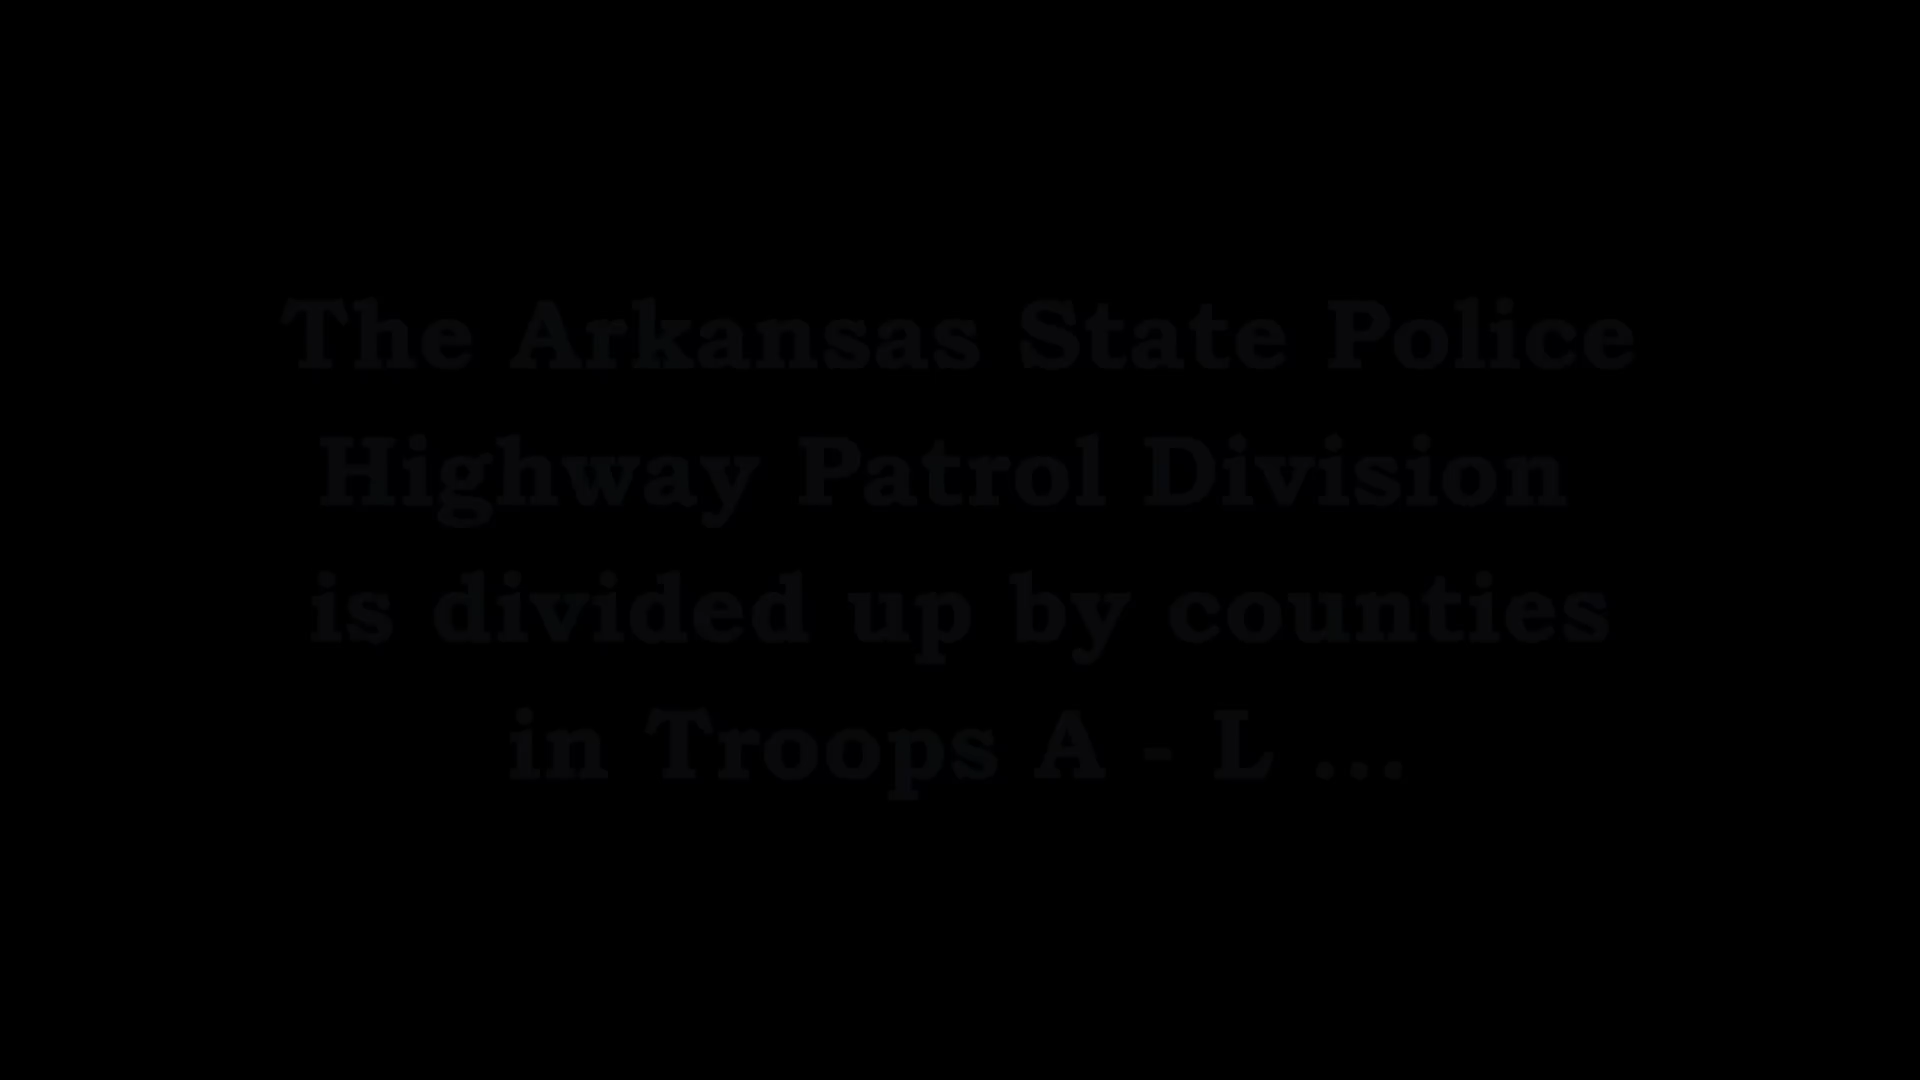 The Arkansas State Police
Highway Patrol Division
is divided up by counties
in Troops A - L ...